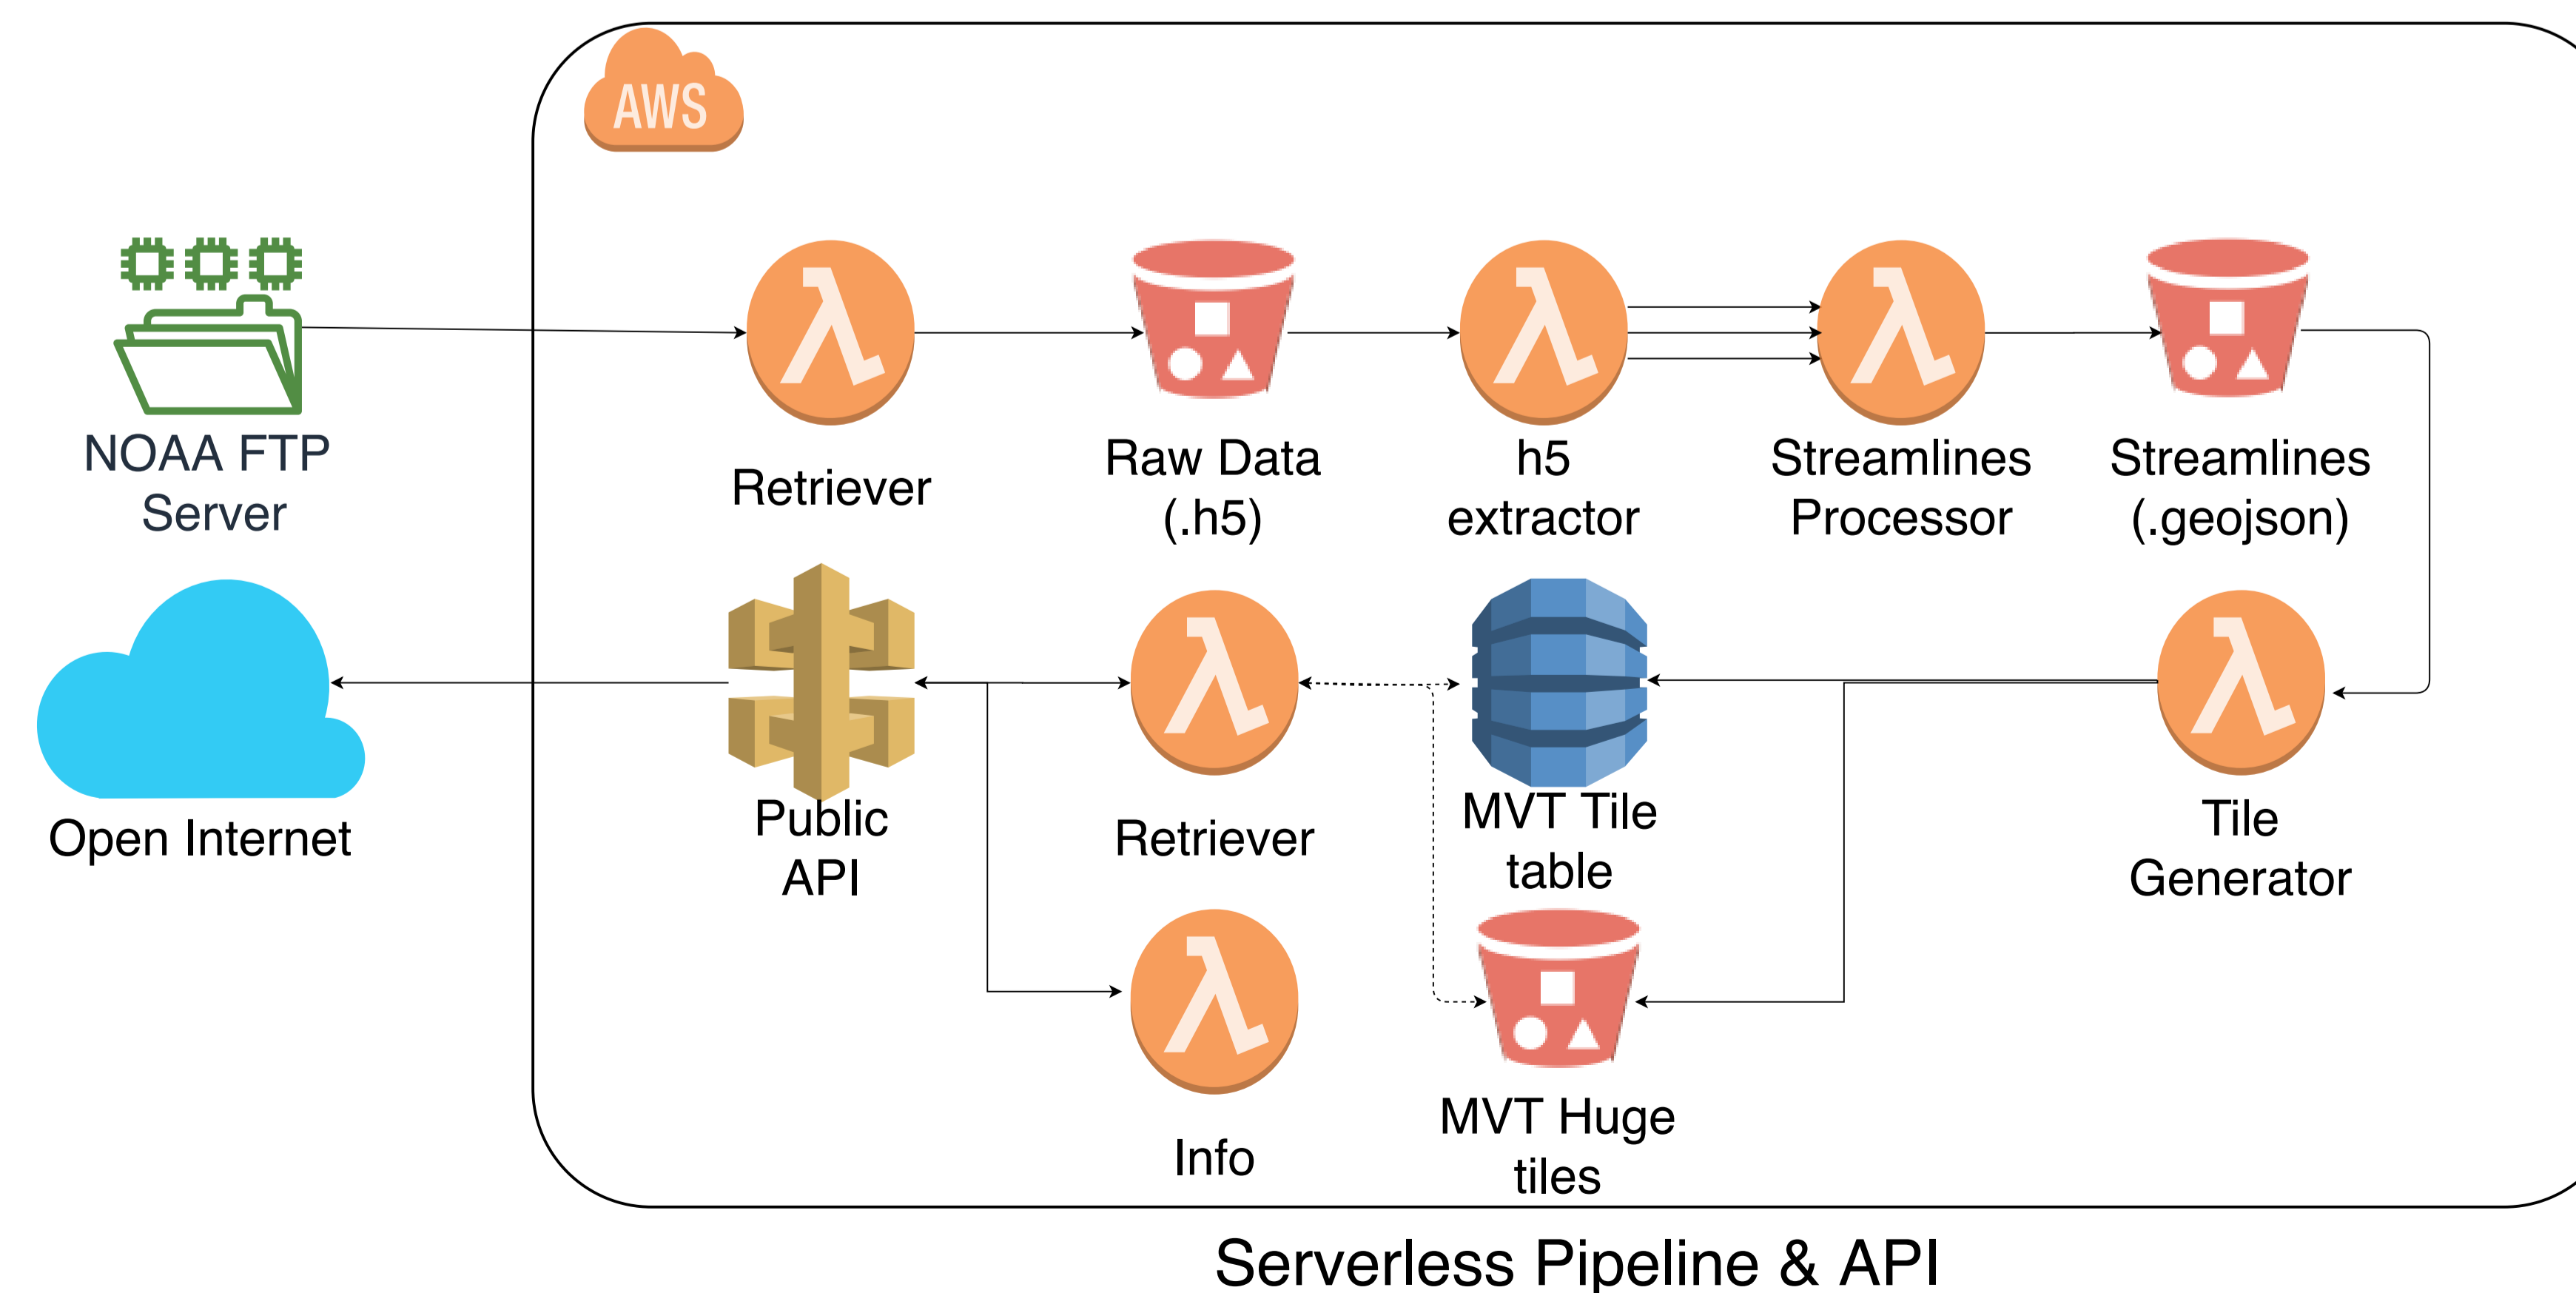 AWS
NOAA FTP
Server
Retriever
Raw Data
(.h5)
h5
extractor
Streamlines
Processor
Streamlines
(.geojson)
Open Internet
Public
API
Retriever
MVT Tile
table
Tile
Generator
Info
MVT Huge
tiles
Serverless Pipeline & API